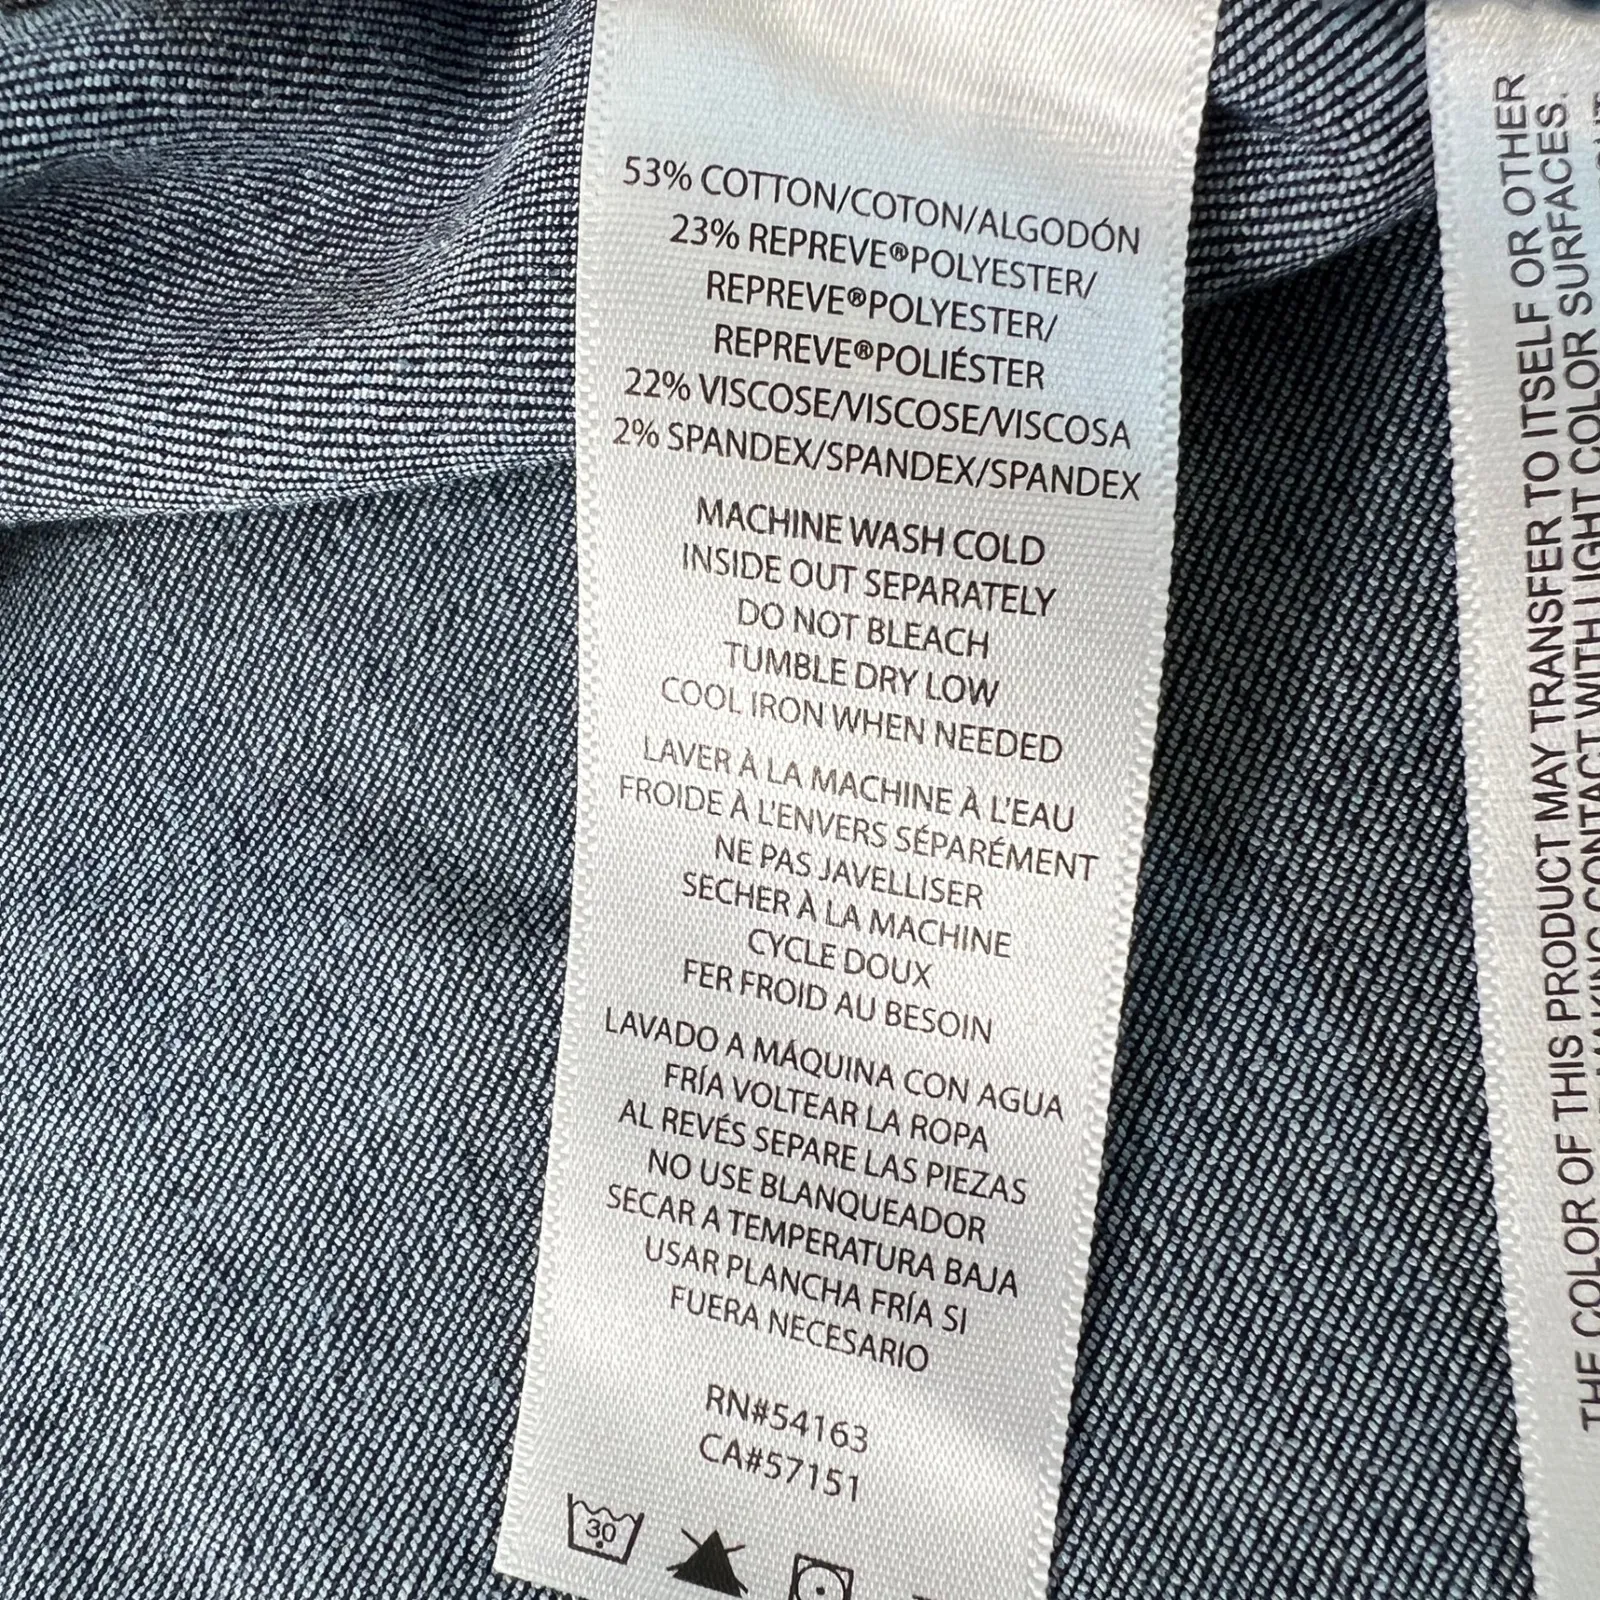 53% COTTON/COTON/ALGODÓN
23% REPREVE®POLYESTER/
REPREVE®POLYESTER/
REPREVE®POLIÉSTER
22% VISCOSE/VISCOSE/VISCOSA
2% SPANDEX/SPANDEX/SPANDEX
MACHINE WASH COLD
INSIDE OUT SEPARATELY
DO NOT BLEACH
TUMBLE DRY LOW
COOL IRON WHEN NEEDED
LAVER À LA MACHINE À L'EAU
FROIDE À L'ENVERS SÉPARÉMENT
NE PAS JAVELLISER
SECHER À LA MACHINE
CYCLE DOUX
FER FROID AU BESOIN
LAVADO A MÁQUINA CON AGUA
FRÍA VOLTEAR LA ROPA
AL REVÉS SEPARE LAS PIEZAS
NO USE BLANQUEADOR
SECAR A TEMPERATURA BAJA
USAR PLANCHA FRÍA SI
FUERA NECESARIO
RN#54163
CA#57151
30
THE COLOR OF THIS PRODUCT MAY TRANSFER TO ITSELF OR OTHER
MAKING CONTACT WITH LIGHT COLOR SURFACES.